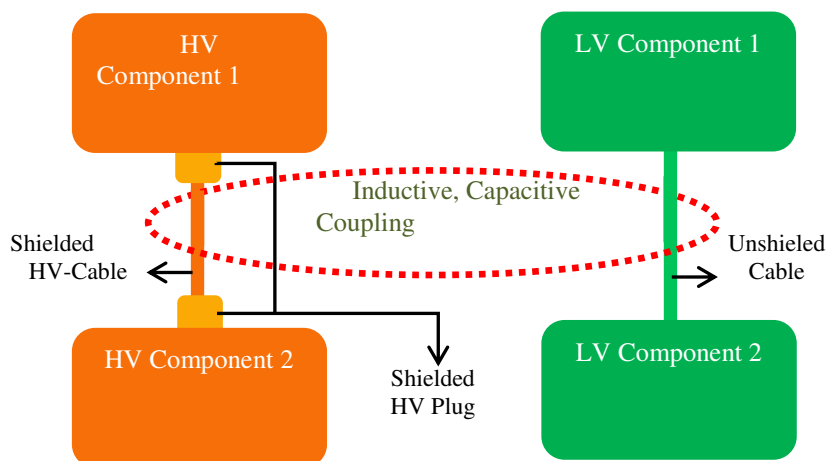 HV
Component 1
LV Component 1
Inductive, Capacitive
Coupling
Shielded
HV-Cable
Unshieled
Cable
HV Component 2
LV Component 2
Shielded
HV Plug